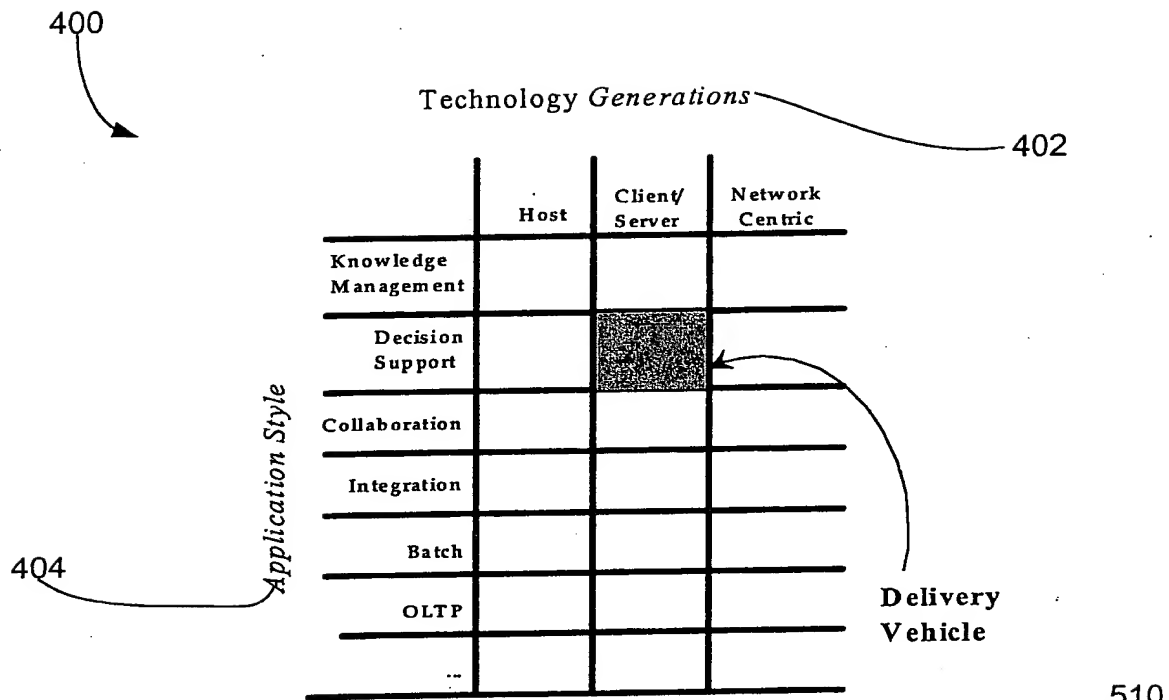 400
Technology Generations
402
Host
Client/
Server
Network
Centric
Knowledge
Management
Decision
Support
Collaboration
Integration
Batch
OLTP
...
Application Style
404
Delivery
Vehicle
510